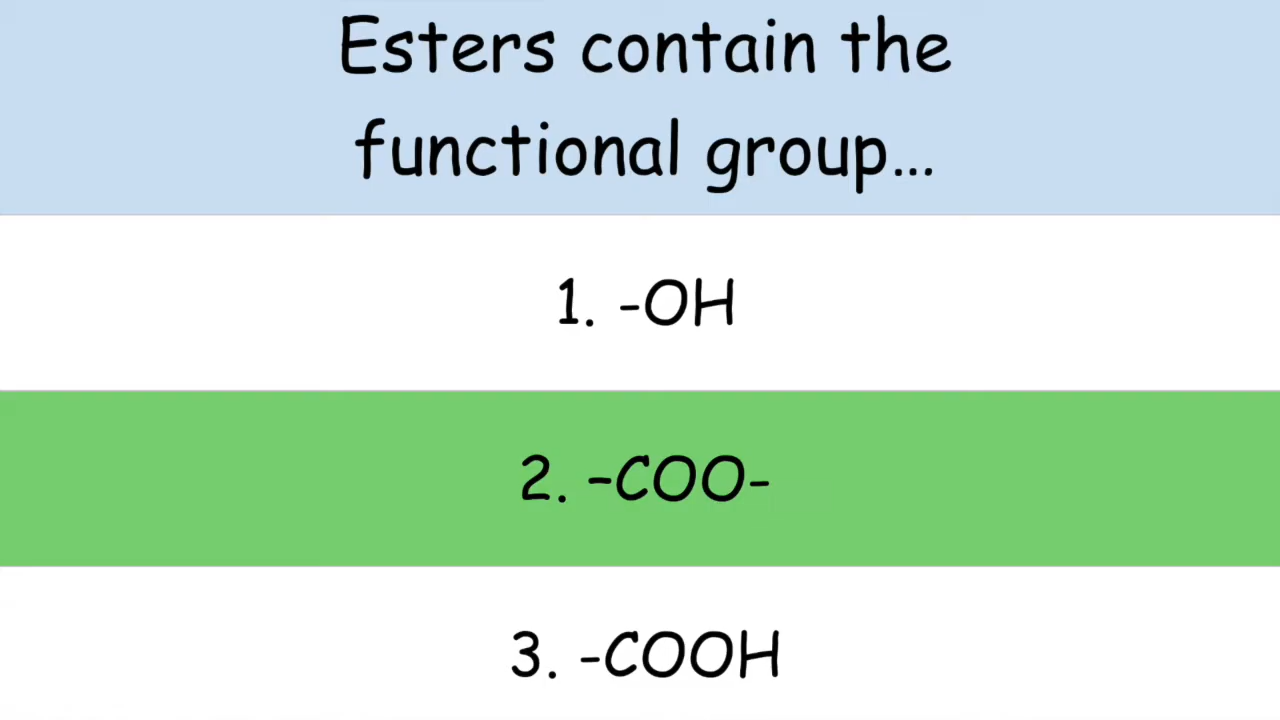 Esters contain the
functional group...
1. -OH
2. -COO-
3. -COOH